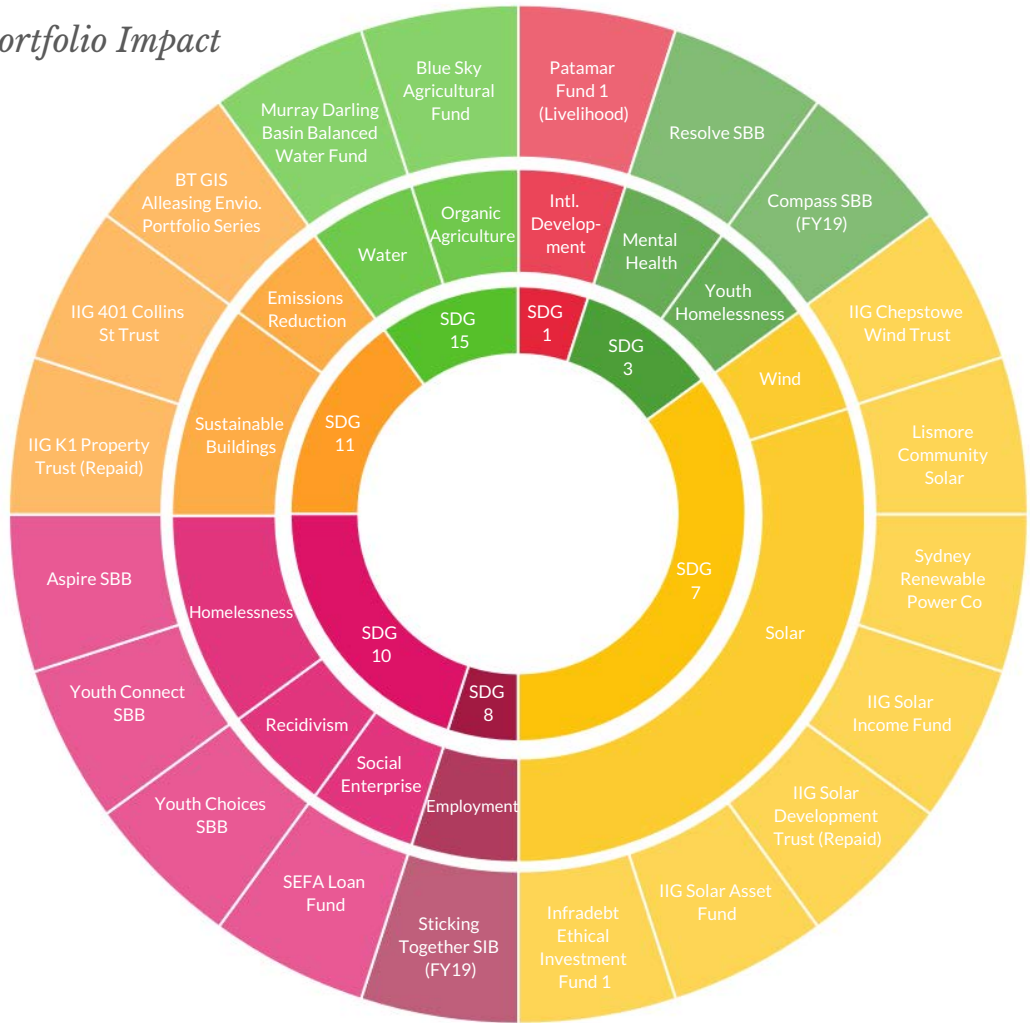 ortfolio Impact
Blue Sky
Agricultural
Fund
Patamar
Fund 1
(Livelihood)
Resolve SBB
Compass SBB
(FY19)
IIG Chepstowe
Wind Trust
Lismore
Community
Solar
Sydney
Renewable
Power Co
IIG Solar
Income Fund
IIG Solar
Development
Trust (Repaid)
IIG Solar Asset
Fund
Infradebt
Ethical
Investment
Fund 1
Sticking
Together SIB
(FY19)
SEFA Loan
Fund
Youth Choices
SBB
Youth Connect
SBB
Aspire SBB
IIG K1 Property
Trust (Repaid)
IIG 401 Collins
St Trust
BT GIS
Alleasing Envio.
Portfolio Series
Murray Darling
Basin Balanced
Water Fund
Organic
Agriculture
Intl.
Develop-
ment
Mental
Health
Youth
Homelessness
Wind
Solar
Employment
Social
Enterprise
Recidivism
Homelessness
Sustainable
Buildings
Emissions
Reduction
Water
SDG
1
SDG
3
SDG
7
SDG
8
SDG
10
SDG
11
SDG
15